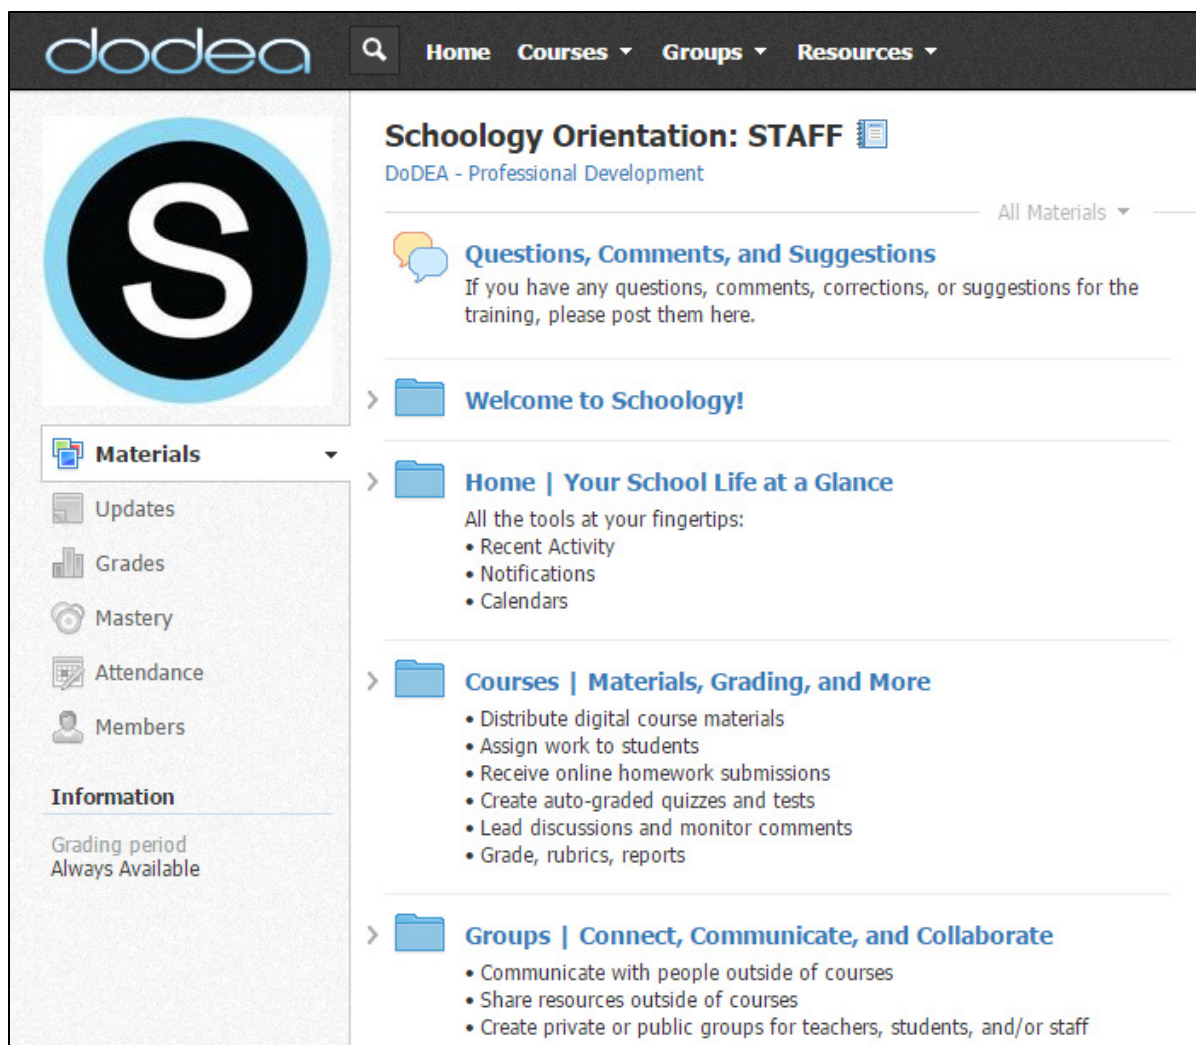 dodea
Home Courses Groups Resources
S
Materials
Updates
Grades
Mastery
Attendance
Members
Information
Grading period
Always Available
Schoology Orientation: STAFF
DoDEA - Professional Development
All Materials
Questions, Comments, and Suggestions
If you have any questions, comments, corrections, or suggestions for the
training, please post them here.
Welcome to Schoology!
Home | Your School Life at a Glance
All the tools at your fingertips:
• Recent Activity
• Notifications
• Calendars
Courses | Materials, Grading, and More
• Distribute digital course materials
• Assign work to students
• Receive online homework submissions
• Create auto-graded quizzes and tests
• Lead discussions and monitor comments
• Grade, rubrics, reports
Groups | Connect, Communicate, and Collaborate
• Communicate with people outside of courses
• Share resources outside of courses
• Create private or public groups for teachers, students, and/or staff